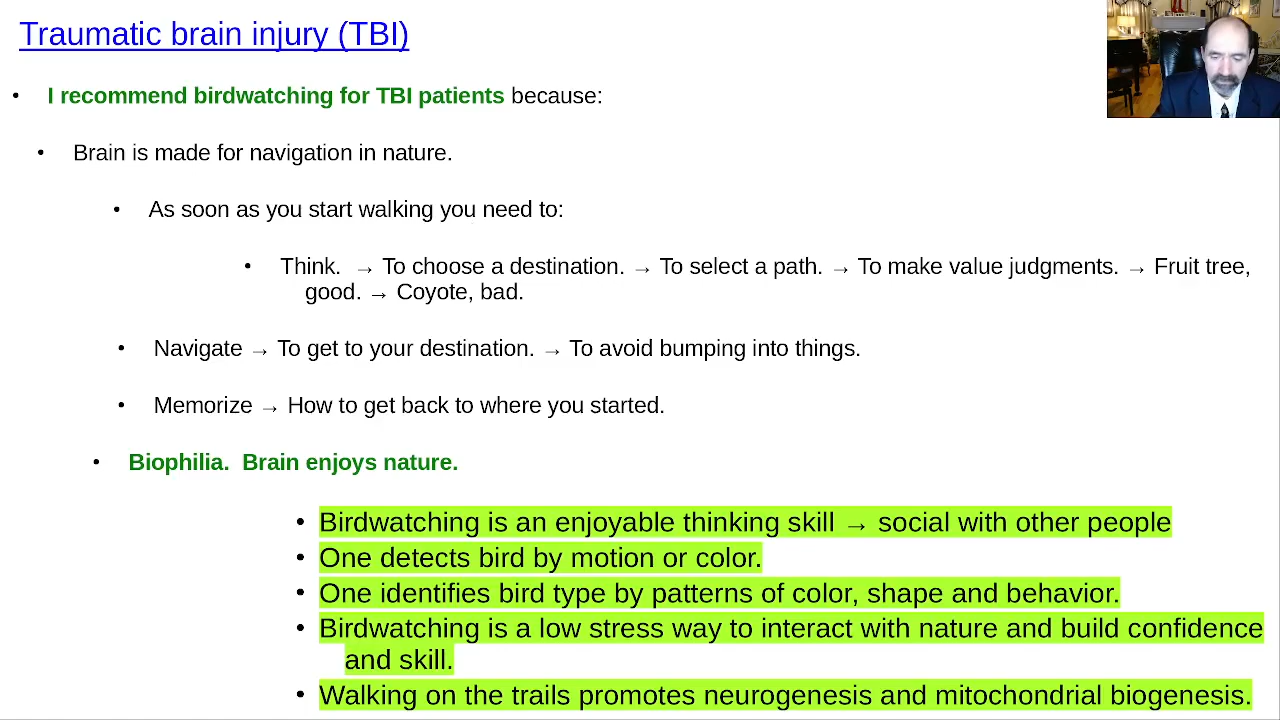 Traumatic brain injury (TBI)
• I recommend birdwatching for TBI patients because:
• Brain is made for navigation in nature.
• As soon as you start walking you need to:
• Think. → To choose a destination. → To select a path. → To make value judgments. → Fruit tree,
good. → Coyote, bad.
• Navigate → To get to your destination. → To avoid bumping into things.
• Memorize → How to get back to where you started.
• Biophilia. Brain enjoys nature.
• Birdwatching is an enjoyable thinking skill → social with other people
• One detects bird by motion or color.
• One identifies bird type by patterns of color, shape and behavior.
• Birdwatching is a low stress way to interact with nature and build confidence
and skill.
• Walking on the trails promotes neurogenesis and mitochondrial biogenesis.